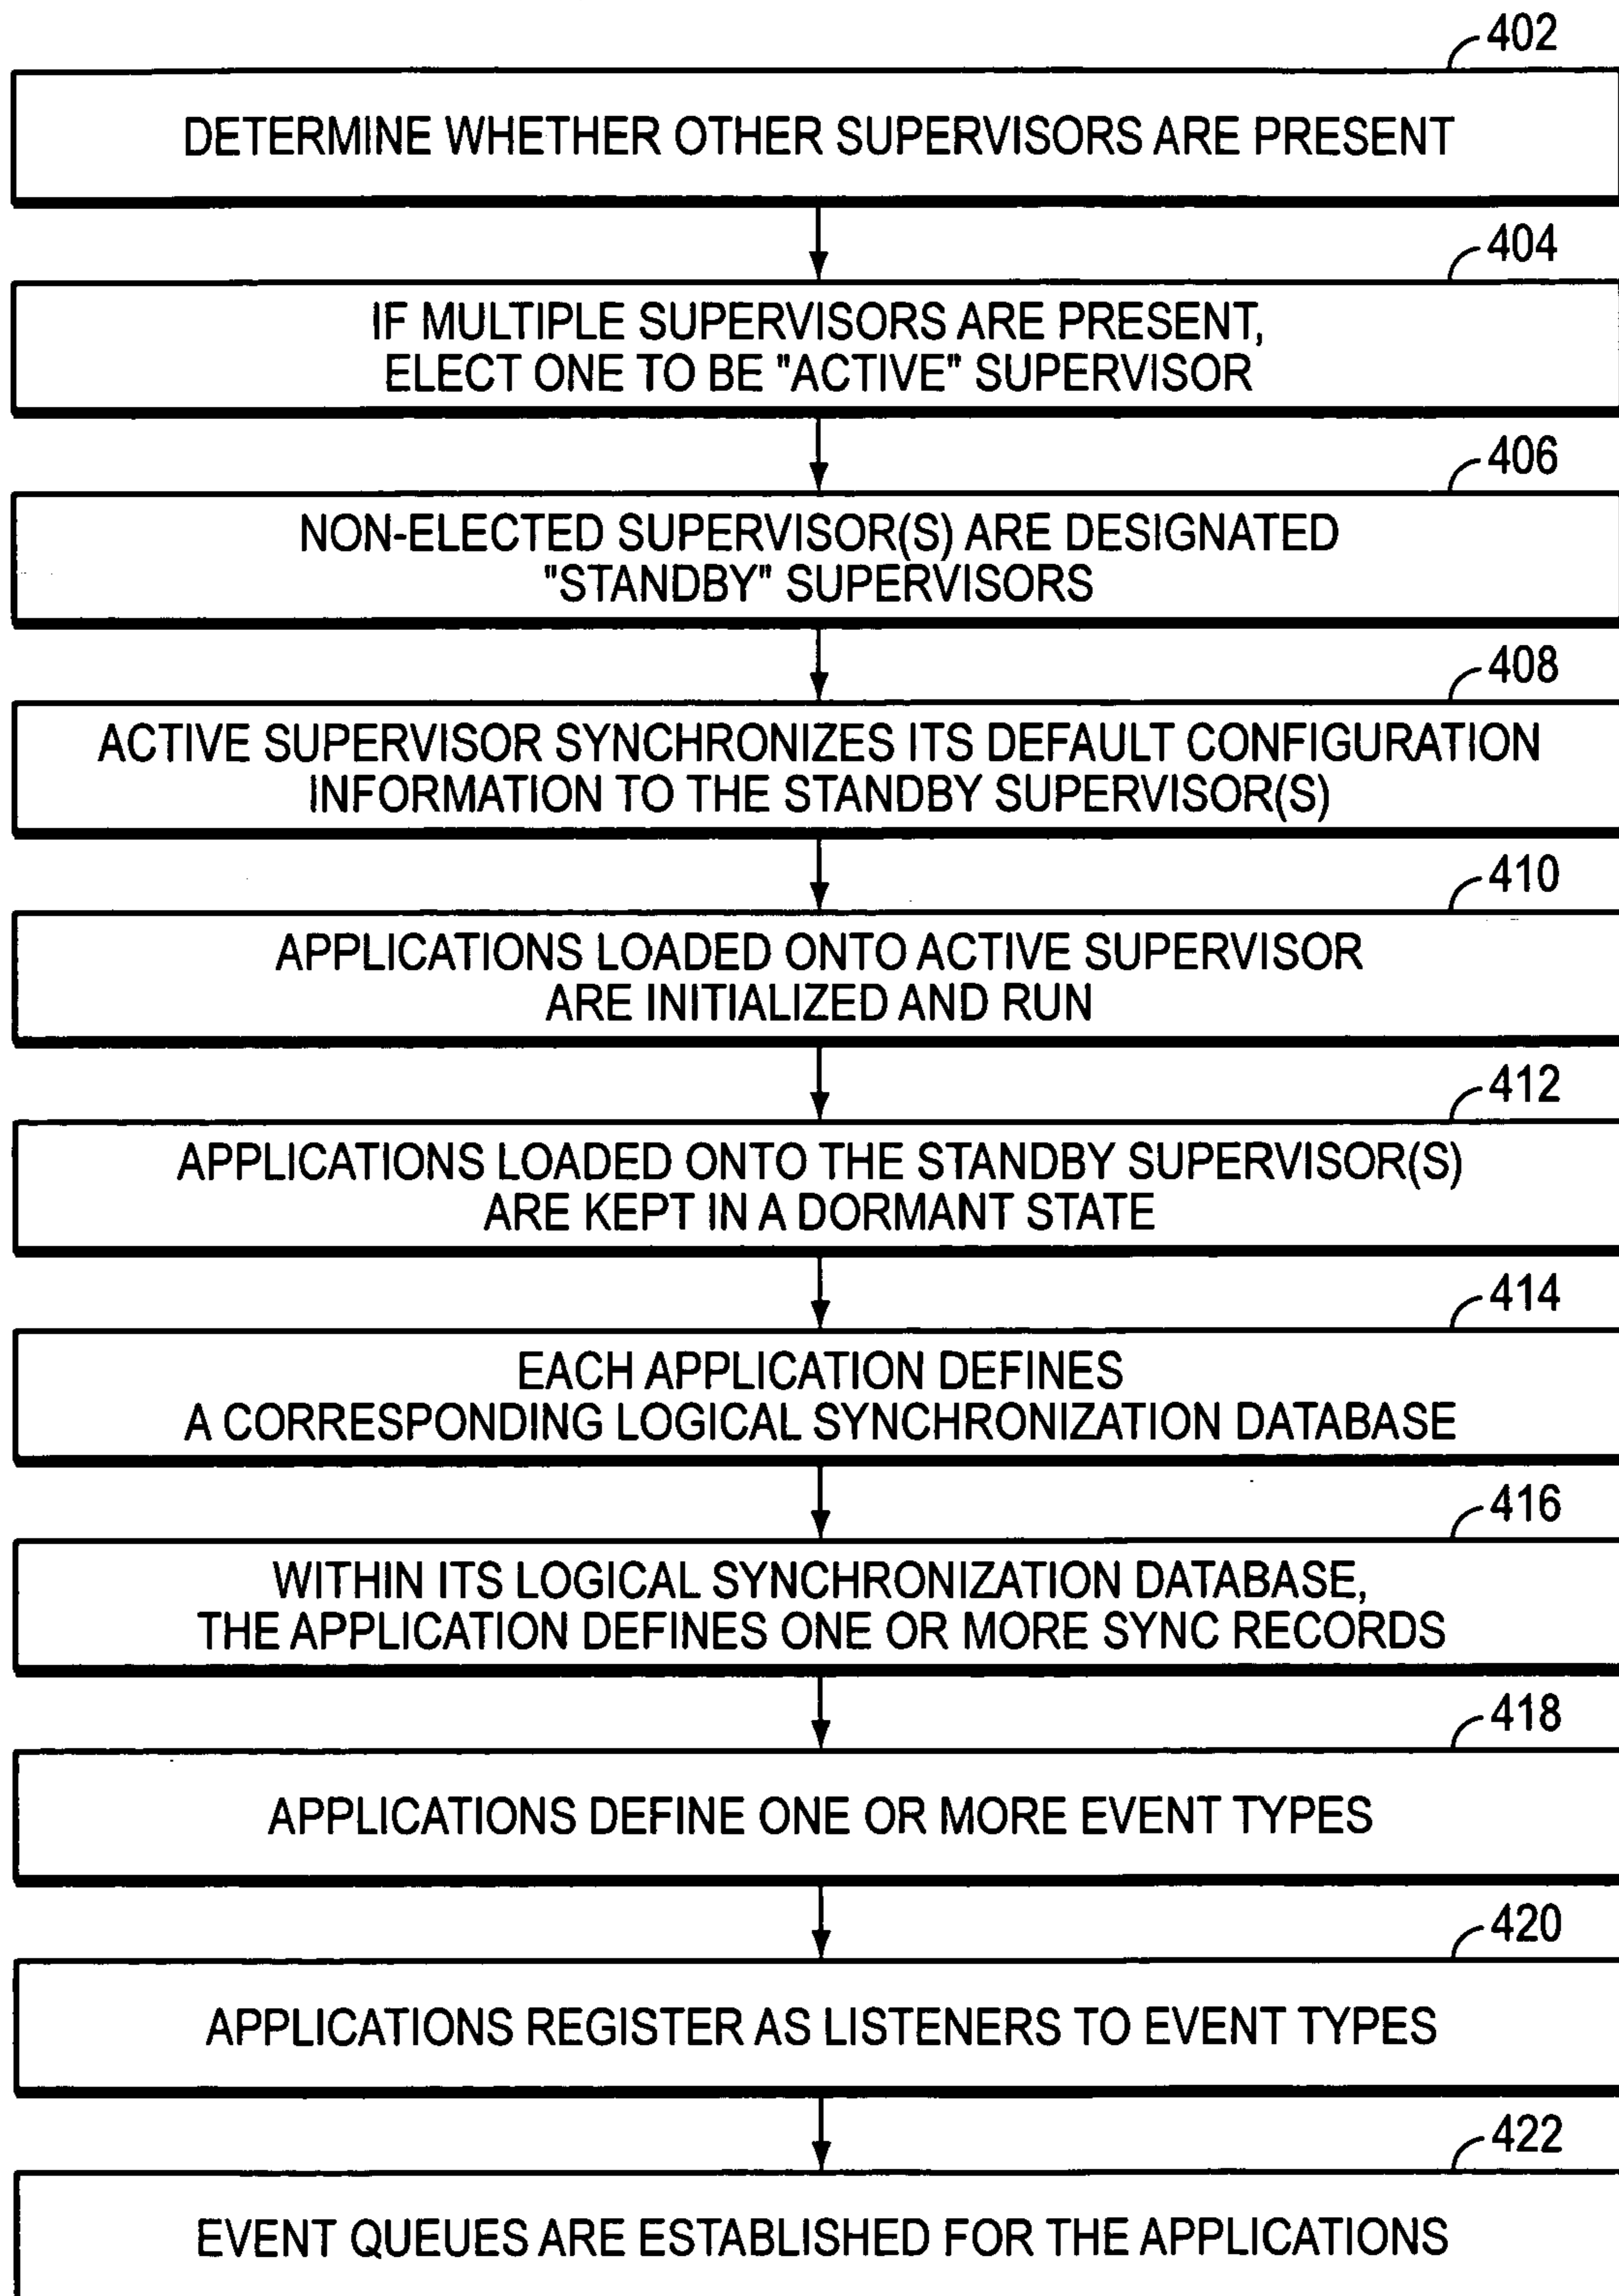 402
DETERMINE WHETHER OTHER SUPERVISORS ARE PRESENT
404
IF MULTIPLE SUPERVISORS ARE PRESENT,
ELECT ONE TO BE "ACTIVE" SUPERVISOR
406
NON-ELECTED SUPERVISOR(S) ARE DESIGNATED
"STANDBY" SUPERVISORS
408
ACTIVE SUPERVISOR SYNCHRONIZES ITS DEFAULT CONFIGURATION
INFORMATION TO THE STANDBY SUPERVISOR(S)
410
APPLICATIONS LOADED ONTO ACTIVE SUPERVISOR
ARE INITIALIZED AND RUN
412
APPLICATIONS LOADED ONTO THE STANDBY SUPERVISOR(S)
ARE KEPT IN A DORMANT STATE
414
EACH APPLICATION DEFINES
A CORRESPONDING LOGICAL SYNCHRONIZATION DATABASE
416
WITHIN ITS LOGICAL SYNCHRONIZATION DATABASE,
THE APPLICATION DEFINES ONE OR MORE SYNC RECORDS
418
APPLICATIONS DEFINE ONE OR MORE EVENT TYPES
420
APPLICATIONS REGISTER AS LISTENERS TO EVENT TYPES
422
EVENT QUEUES ARE ESTABLISHED FOR THE APPLICATIONS